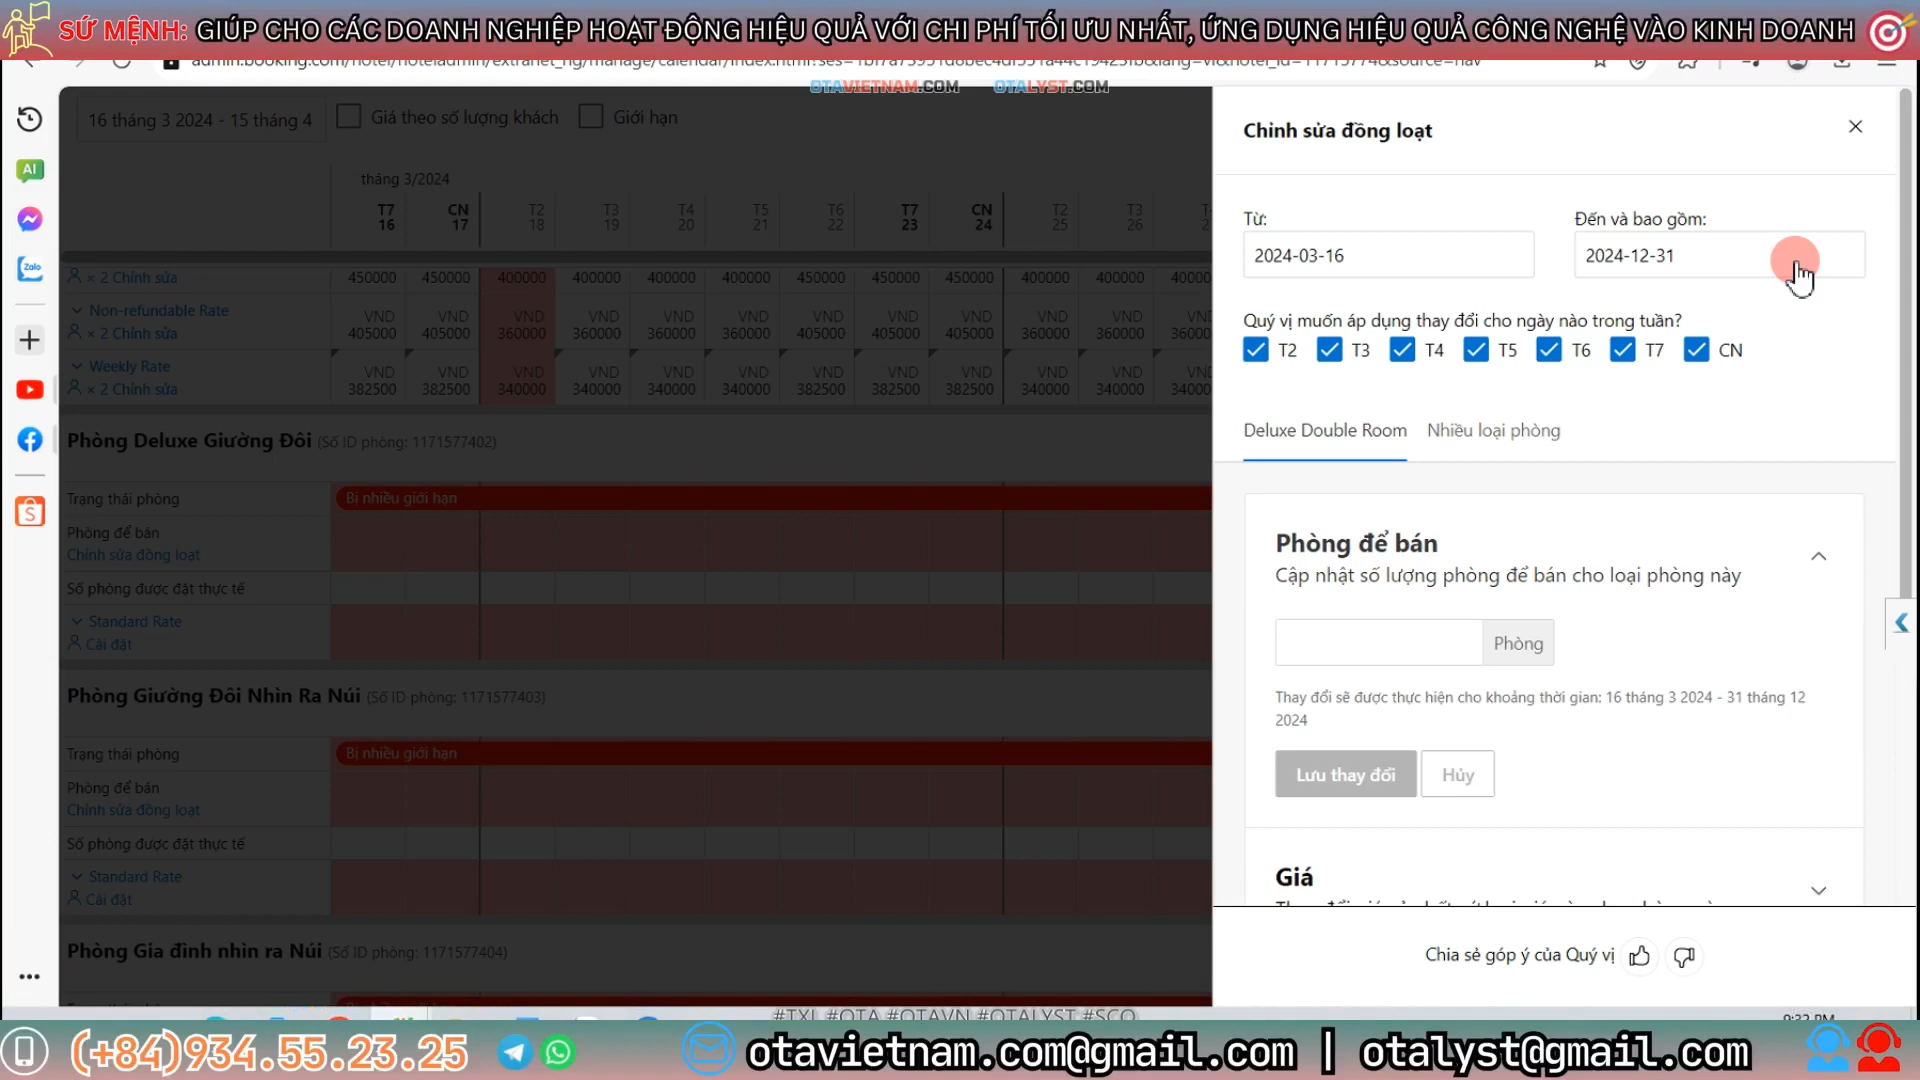 SỨ MỆNH: GIÚP CHO CÁC DOANH NGHIỆP HOẠT ĐỘNG HIỆU QUẢ VỚI CHI PHÍ TỐI ƯU NHẤT, ỨNG DỤNG HIỆU QUẢ CÔNG NGHỆ VÀO KINH DOANH
OTAVIETNAM.COM OTALYST.COM
16 tháng 3 2024 - 15 tháng 4
Giá theo số lượng khách
Giới hạn
tháng 3/2024
T7 CN T2 T3 T4 T5 T6 T7 CN T2 T3
16 17 18 19 20 21 22 23 24 25 26
× 2 Chỉnh sửa 450000 450000 400000 400000 400000 400000 450000 450000 400000 400000 400000
Non-refundable Rate VND VND VND VND VND VND VND VND VND VND VND
× 2 Chỉnh sửa 405000 405000 360000 360000 360000 360000 405000 405000 360000 360000 360000
Weekly Rate VND VND VND VND VND VND VND VND VND VND VND
× 2 Chỉnh sửa 382500 382500 340000 340000 340000 340000 382500 382500 382500 340000 340000
Phòng Deluxe Giường Đôi (Số ID phòng: 1171577402)
Trạng thái phòng Bị nhiều giới hạn
Phòng để bán
Chỉnh sửa đồng loạt
Số phòng được đặt thực tế
Standard Rate
Cài đặt
Phòng Giường Đôi Nhìn Ra Núi (Số ID phòng: 1171577403)
Trạng thái phòng Bị nhiều giới hạn
Phòng để bán
Chỉnh sửa đồng loạt
Số phòng được đặt thực tế
Standard Rate
Cài đặt
Phòng Gia đình nhìn ra Núi (Số ID phòng: 1171577404)
AI
Zalo
Chỉnh sửa đồng loạt
Từ: Đến và bao gồm:
2024-03-16 2024-12-31
Quý vị muốn áp dụng thay đổi cho ngày nào trong tuần?
T2 T3 T4 T5 T6 T7 CN
Deluxe Double Room Nhiều loại phòng
Phòng để bán
Cập nhật số lượng phòng để bán cho loại phòng này
Phòng
Thay đổi sẽ được thực hiện cho khoảng thời gian: 16 tháng 3 2024 - 31 tháng 12
2024
Lưu thay đổi Hủy
Giá
Chia sẻ góp ý của Quý vị
#TXL #OTA #OTAVN #OTALYST #SCO
9:32 PM
(+84)934.55.23.25 otavietnam.com@gmail.com | otalyst@gmail.com